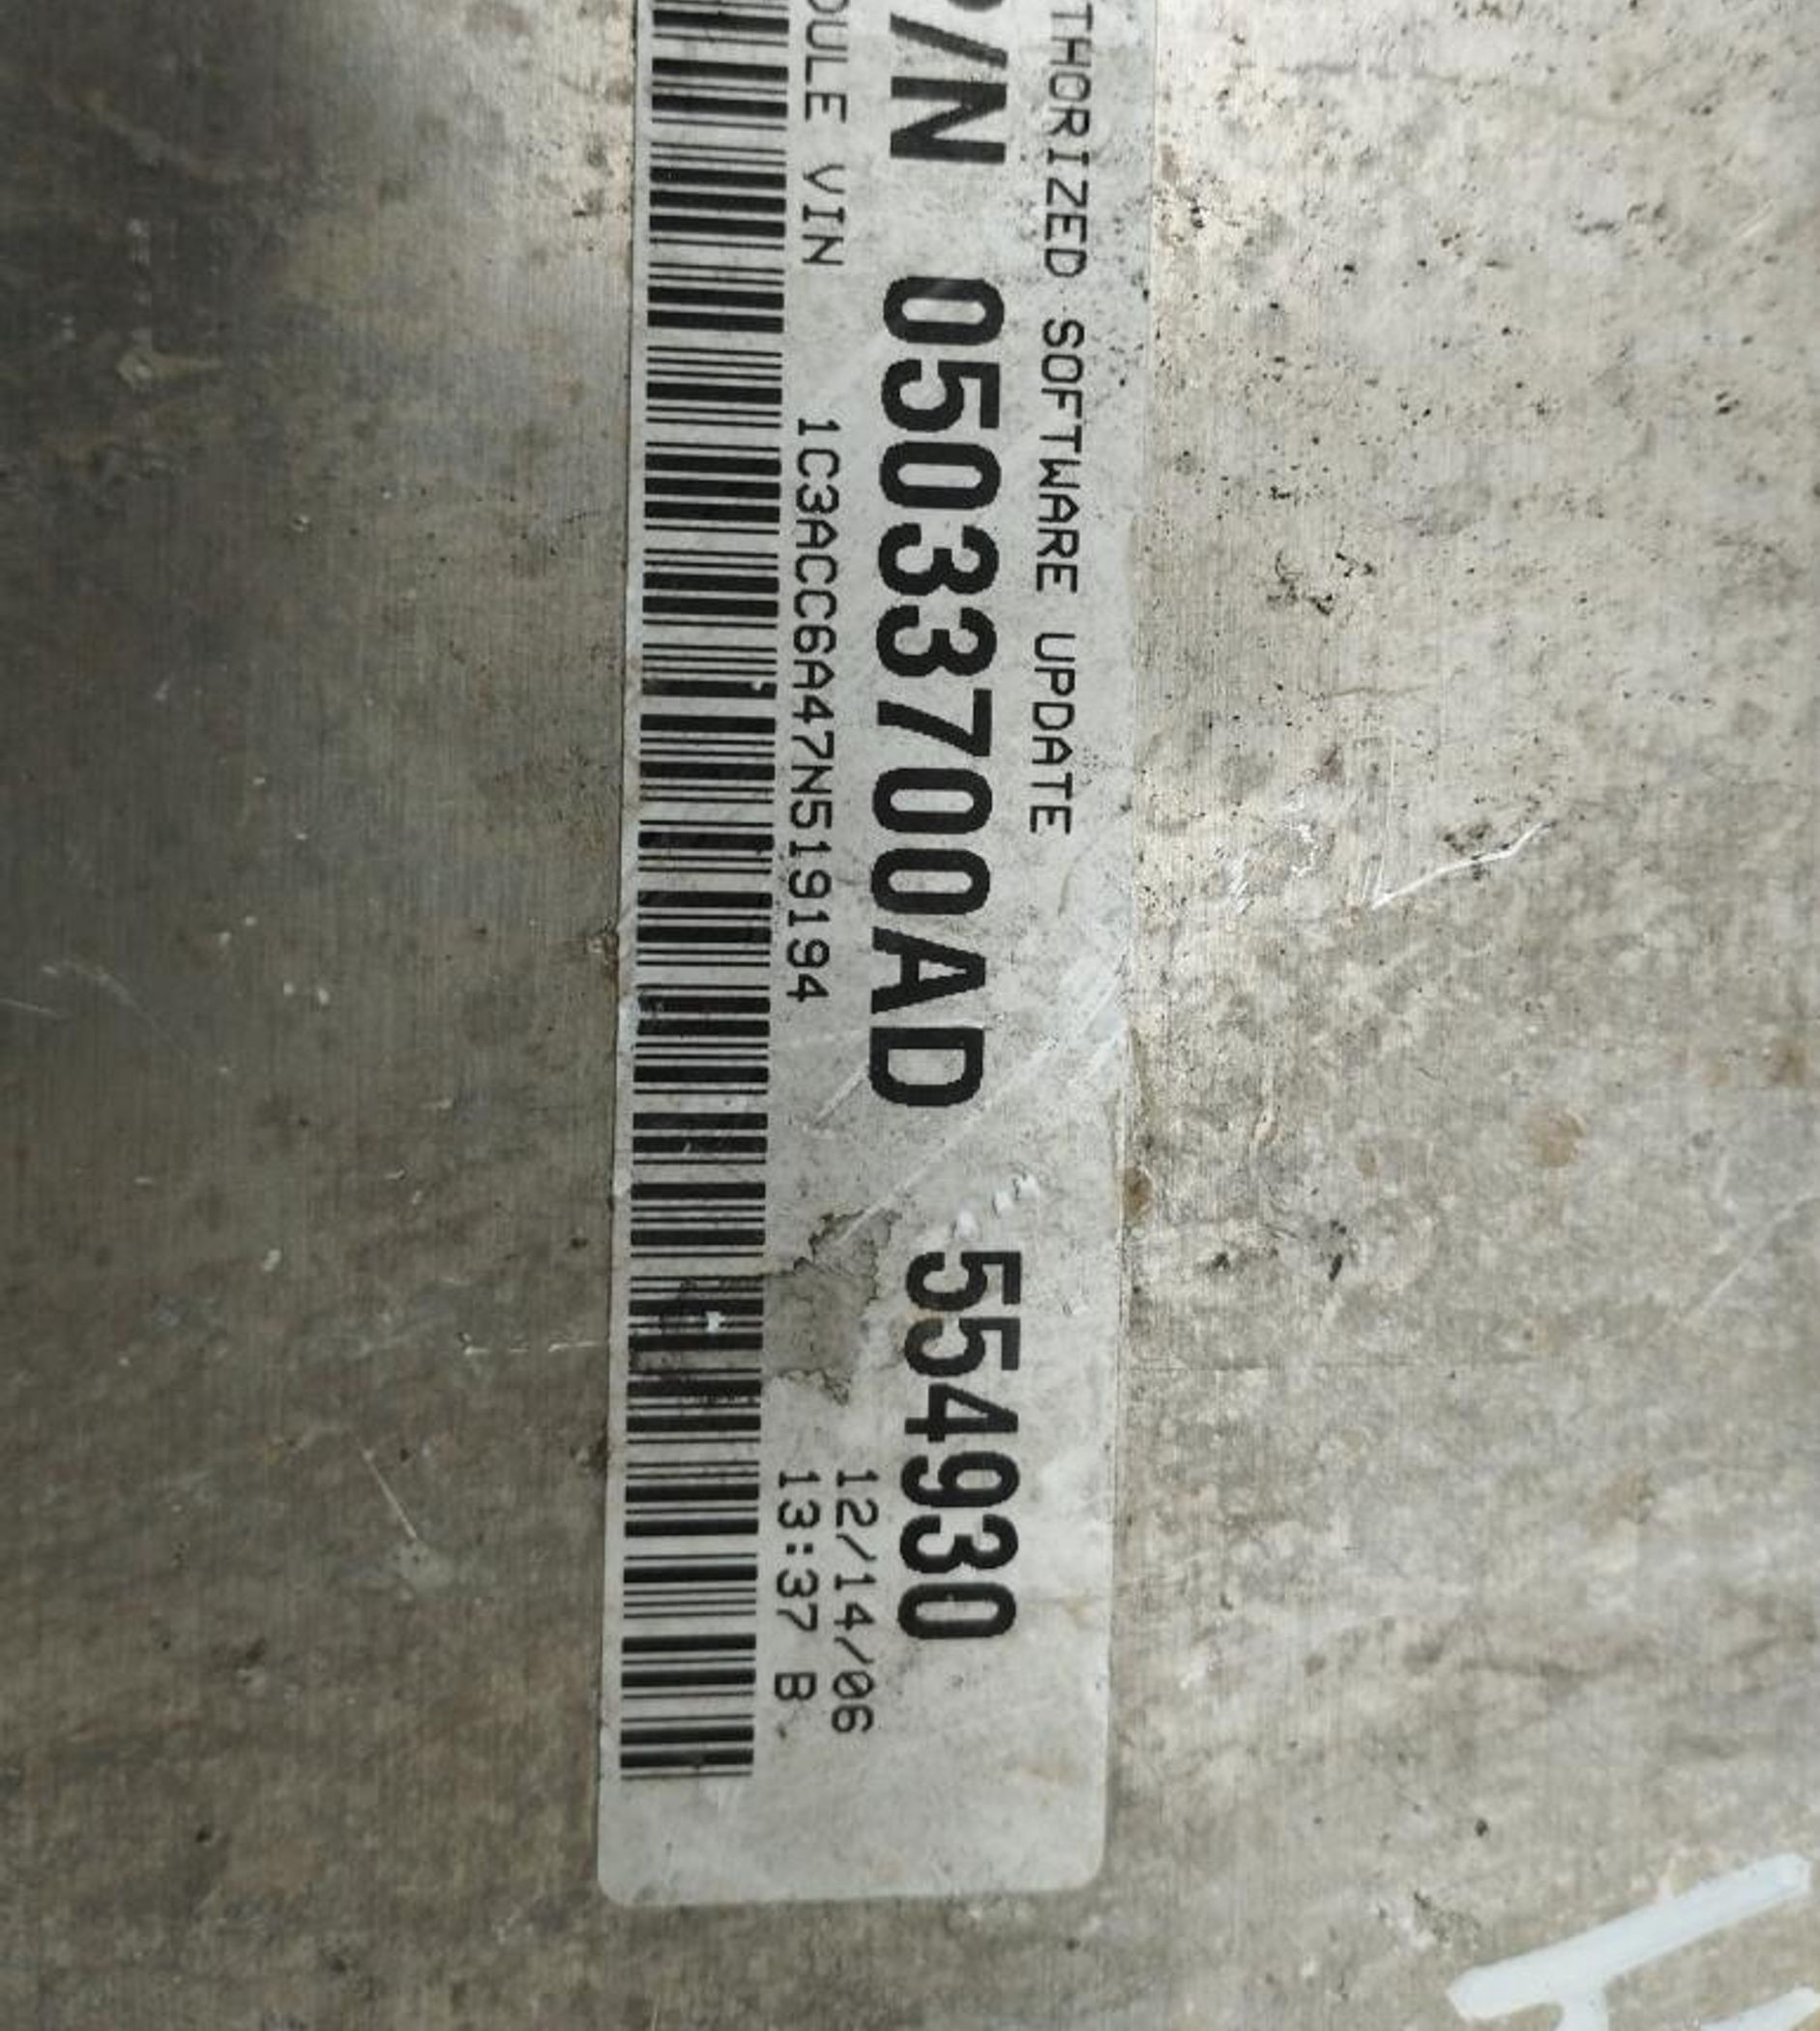 THORIZED SOFTWARE UPDATE
P/N 05033700AD 554930
DULE VIN 1C3ACC6A47N519194
12/14/06
13:37 B